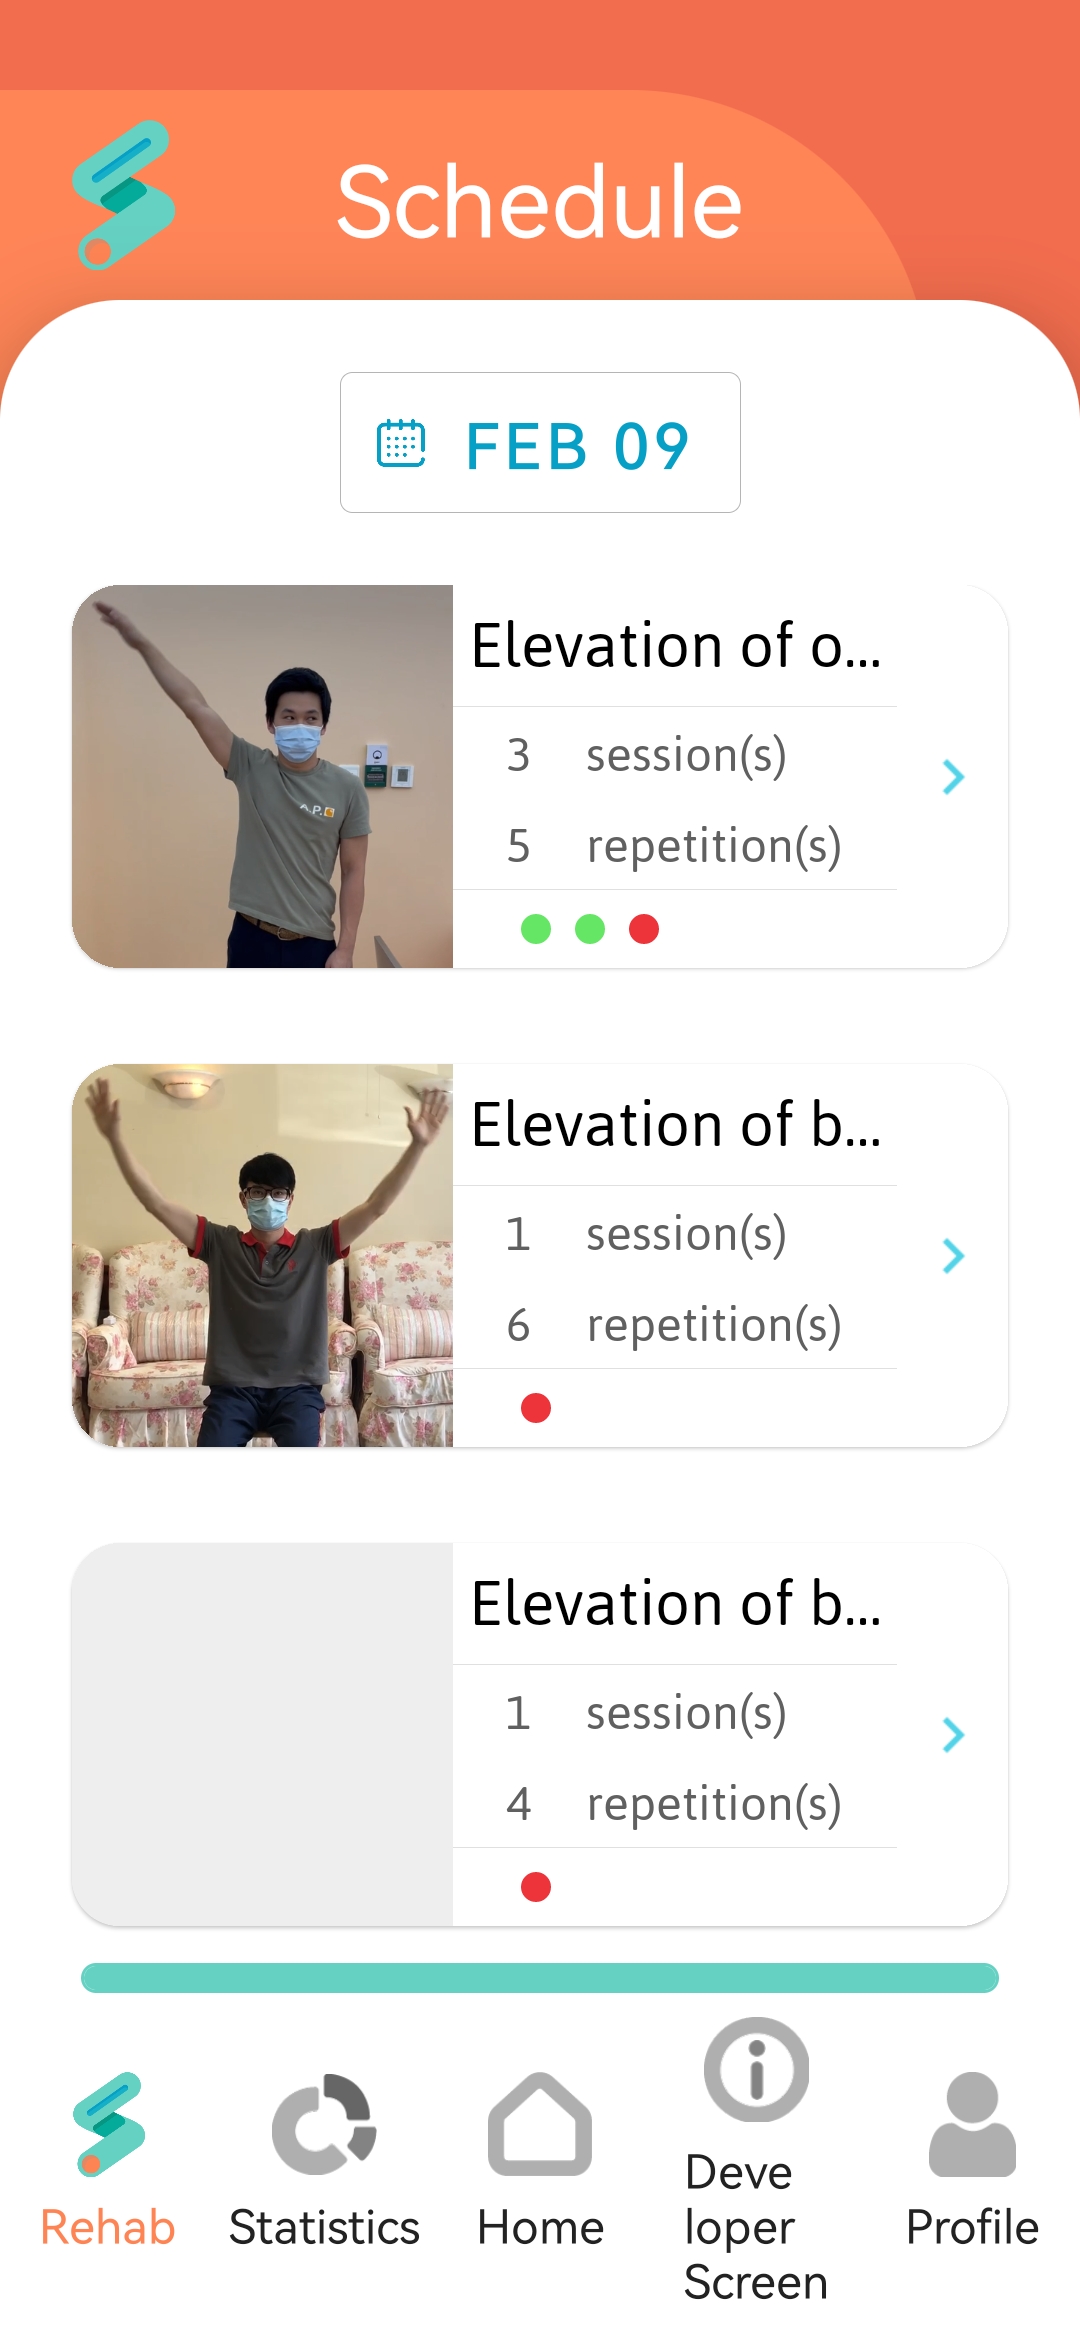 Schedule
FEB 09
Elevation of o...
3 session(s)
5 repetition(s)
A.P.C
Elevation of b...
1 session(s)
6 repetition(s)
Elevation of b...
1 session(s)
4 repetition(s)
Rehab
Statistics
Home
Deve
loper
Screen
Profile